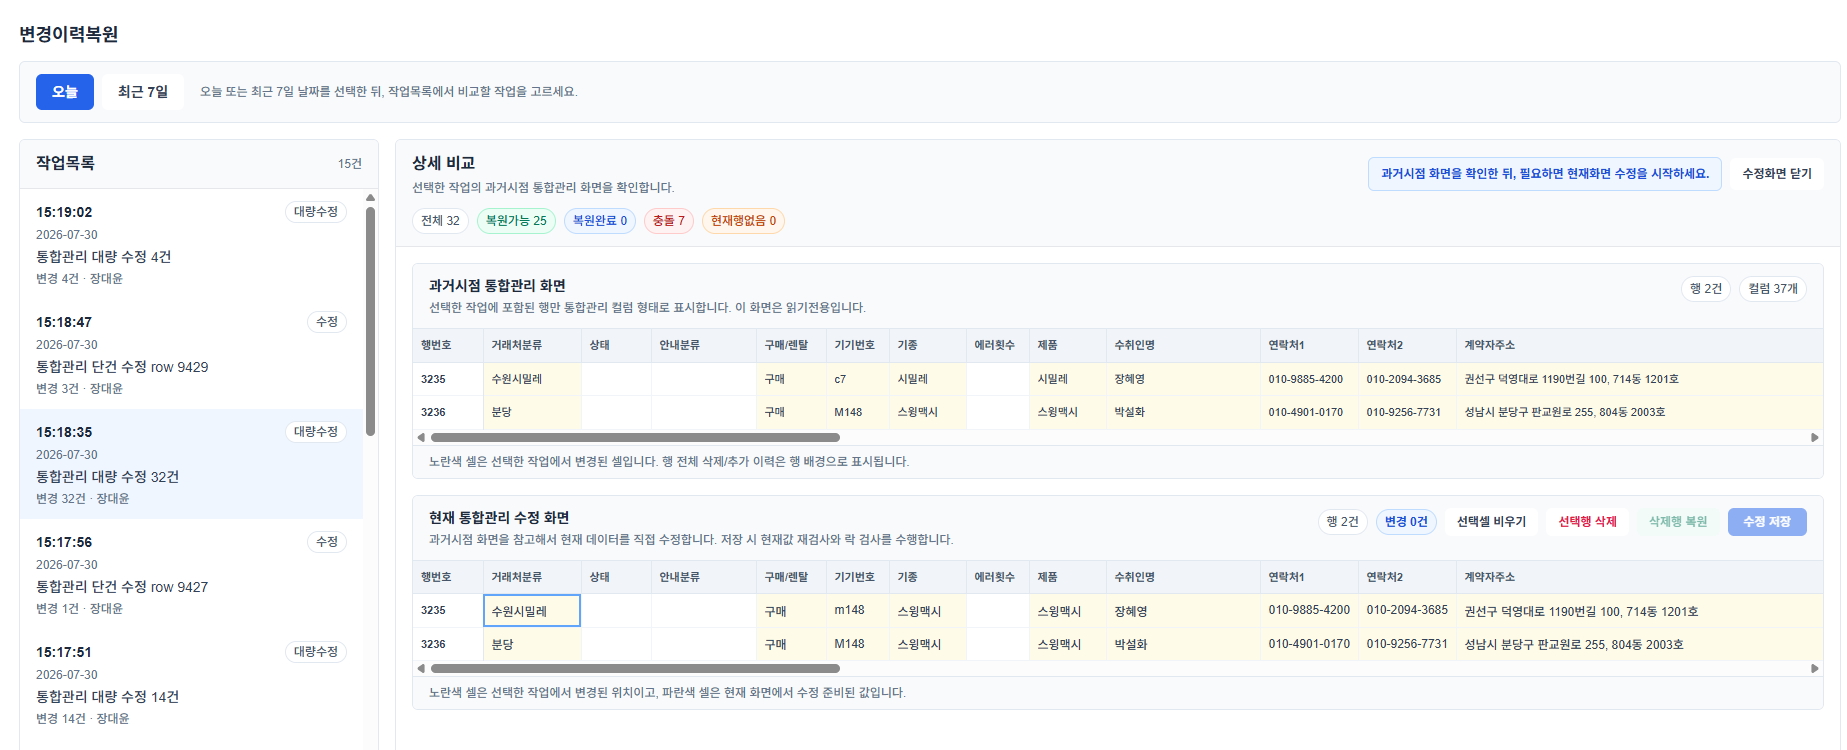 변경이력복원
오늘 최근 7일 오늘 또는 최근 7일 날짜를 선택한 뒤, 작업목록에서 비교할 작업을 고르세요.
작업목록 15건
15:19:02 대량수정
2026-07-30
통합관리 대량 수정 4건
변경 4건 · 장대윤
15:18:47 수정
2026-07-30
통합관리 단건 수정 row 9429
변경 3건 · 장대윤
15:18:35 대량수정
2026-07-30
통합관리 대량 수정 32건
변경 32건 · 장대윤
15:17:56 수정
2026-07-30
통합관리 단건 수정 row 9427
변경 1건 · 장대윤
15:17:51 대량수정
2026-07-30
통합관리 대량 수정 14건
변경 14건 · 장대윤
상세 비교
선택한 작업의 과거시점 통합관리 화면을 확인합니다.
과거시점 화면을 확인한 뒤, 필요하면 현재화면 수정을 시작하세요. 수정화면 닫기
전체 32 복원가능 25 복원완료 0 충돌 7 현재행없음 0
과거시점 통합관리 화면
선택한 작업에 포함된 행만 통합관리 컬럼 형태로 표시합니다. 이 화면은 읽기전용입니다.
행 2건 컬럼 37개
행번호 거래처분류 상태 안내분류 구매/렌탈 기기번호 기종 에러횟수 제품 수취인명 연락처1 연락처2 계약자주소
3235 수원시밀레 구매 c7 시밀레 시밀레 장혜영 010-9885-4200 010-2094-3685 권선구 덕영대로 1190번길 100, 714동 1201호
3236 분당 구매 M148 스윙맥시 스윙맥시 박설화 010-4901-0170 010-9256-7731 성남시 분당구 판교원로 255, 804동 2003호
노란색 셀은 선택한 작업에서 변경된 셀입니다. 행 전체 삭제/추가 이력은 행 배경으로 표시됩니다.
현재 통합관리 수정 화면
과거시점 화면을 참고해서 현재 데이터를 직접 수정합니다. 저장 시 현재값 재검사와 락 검사를 수행합니다.
행 2건 변경 0건 선택셀 비우기 선택행 삭제 삭제행 복원 수정 저장
행번호 거래처분류 상태 안내분류 구매/렌탈 기기번호 기종 에러횟수 제품 수취인명 연락처1 연락처2 계약자주소
3235 수원시밀레 구매 m148 스윙맥시 스윙맥시 장혜영 010-9885-4200 010-2094-3685 권선구 덕영대로 1190번길 100, 714동 1201호
3236 분당 구매 M148 스윙맥시 스윙맥시 박설화 010-4901-0170 010-9256-7731 성남시 분당구 판교원로 255, 804동 2003호
노란색 셀은 선택한 작업에서 변경된 위치이고, 파란색 셀은 현재 화면에서 수정 준비된 값입니다.